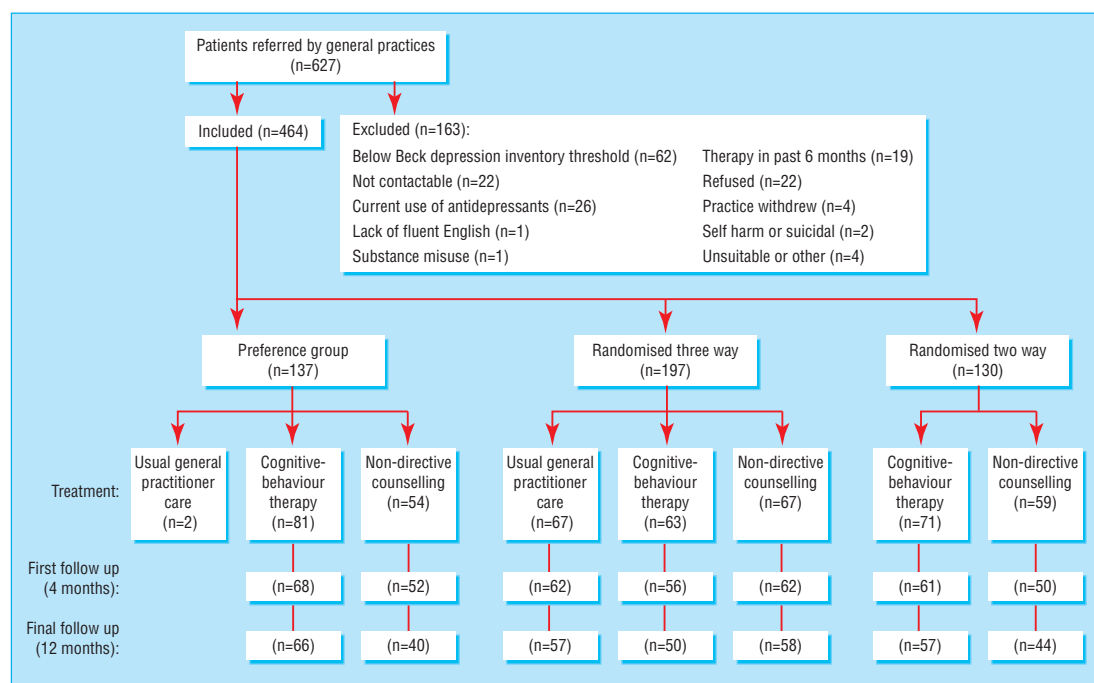 Patients referred by general practices
(n=627)
Included (n=464)
Excluded (n=163):
Below Beck depression inventory threshold (n=62)
Not contactable (n=22)
Current use of antidepressants (n=26)
Lack of fluent English (n=1)
Substance misuse (n=1)
Therapy in past 6 months (n=19)
Refused (n=22)
Practice withdrew (n=4)
Self harm or suicidal (n=2)
Unsuitable or other (n=4)
Preference group
(n=137)
Randomised three way
(n=197)
Randomised two way
(n=130)
Treatment:
Usual general
practitioner
care
(n=2)
Cognitive-
behaviour
therapy
(n=81)
Non-directive
counselling
(n=54)
Usual general
practitioner
care
(n=67)
Cognitive-
behaviour
therapy
(n=63)
Non-directive
counselling
(n=67)
Cognitive-
behaviour
therapy
(n=71)
Non-directive
counselling
(n=59)
First follow up
(4 months):
(n=68)
(n=52)
(n=62)
(n=56)
(n=62)
(n=61)
(n=50)
Final follow up
(12 months):
(n=66)
(n=40)
(n=57)
(n=50)
(n=58)
(n=57)
(n=44)